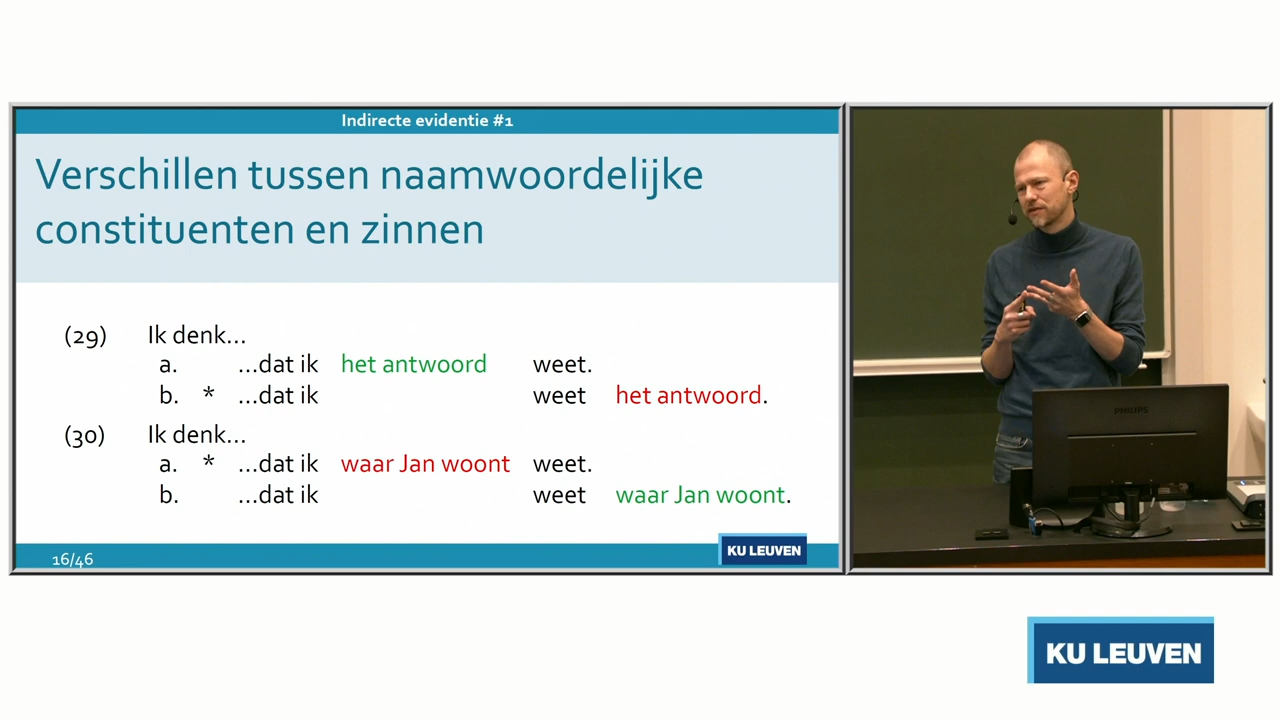 Indirecte evidentie #1
Verschillen tussen naamwoordelijke
constituenten en zinnen
(29) Ik denk...
a. ...dat ik het antwoord weet.
b. * ...dat ik weet het antwoord.
(30) Ik denk...
a. * ...dat ik waar Jan woont weet.
b. ...dat ik weet waar Jan woont.
16/46
KU LEUVEN
PHILIPS
KU LEUVEN